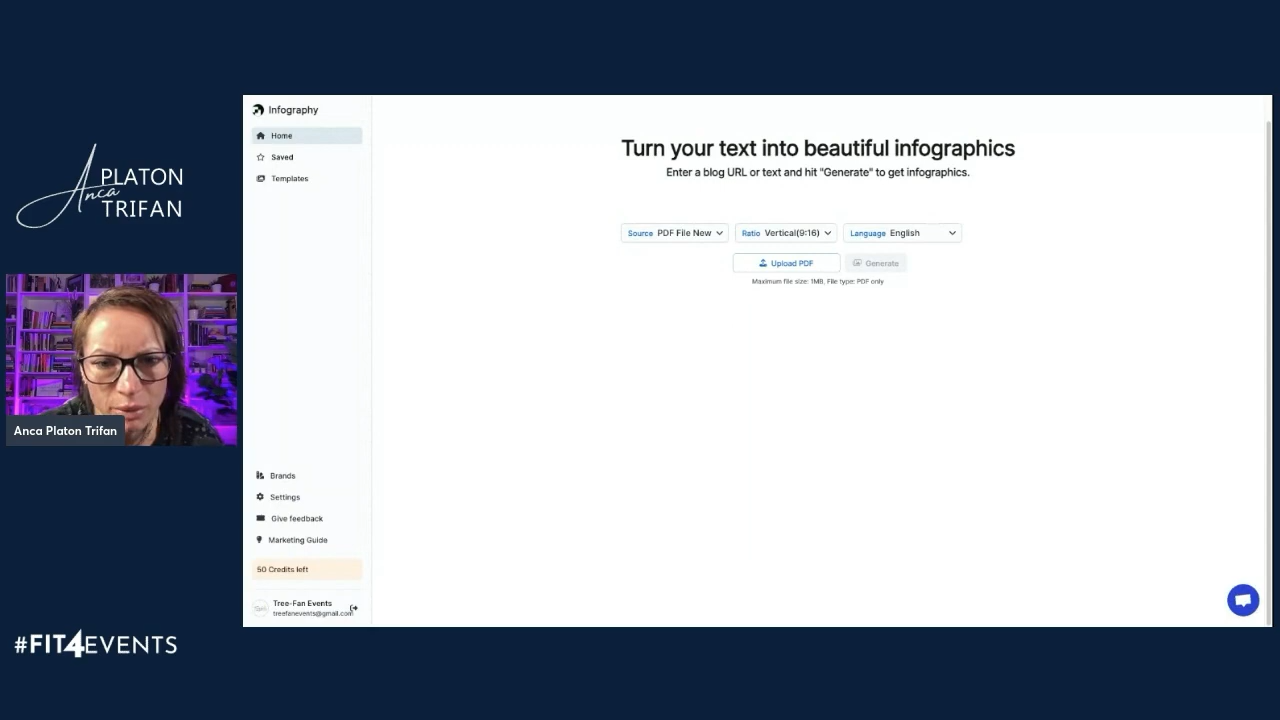 Anca
PLATON
TRIFAN
Anca Platon Trifan
#FIT4EVENTS
Infography
Home
Saved
Templates
Brands
Settings
Give feedback
Marketing Guide
50 Credits left
Tree-Fan Events
treefanevents@gmail.com
Turn your text into beautiful infographics
Enter a blog URL or text and hit "Generate" to get infographics.
Source PDF File New Ratio Vertical(9:16) Language English
Upload PDF Generate
Maximum file size: 1MB, File type: PDF only